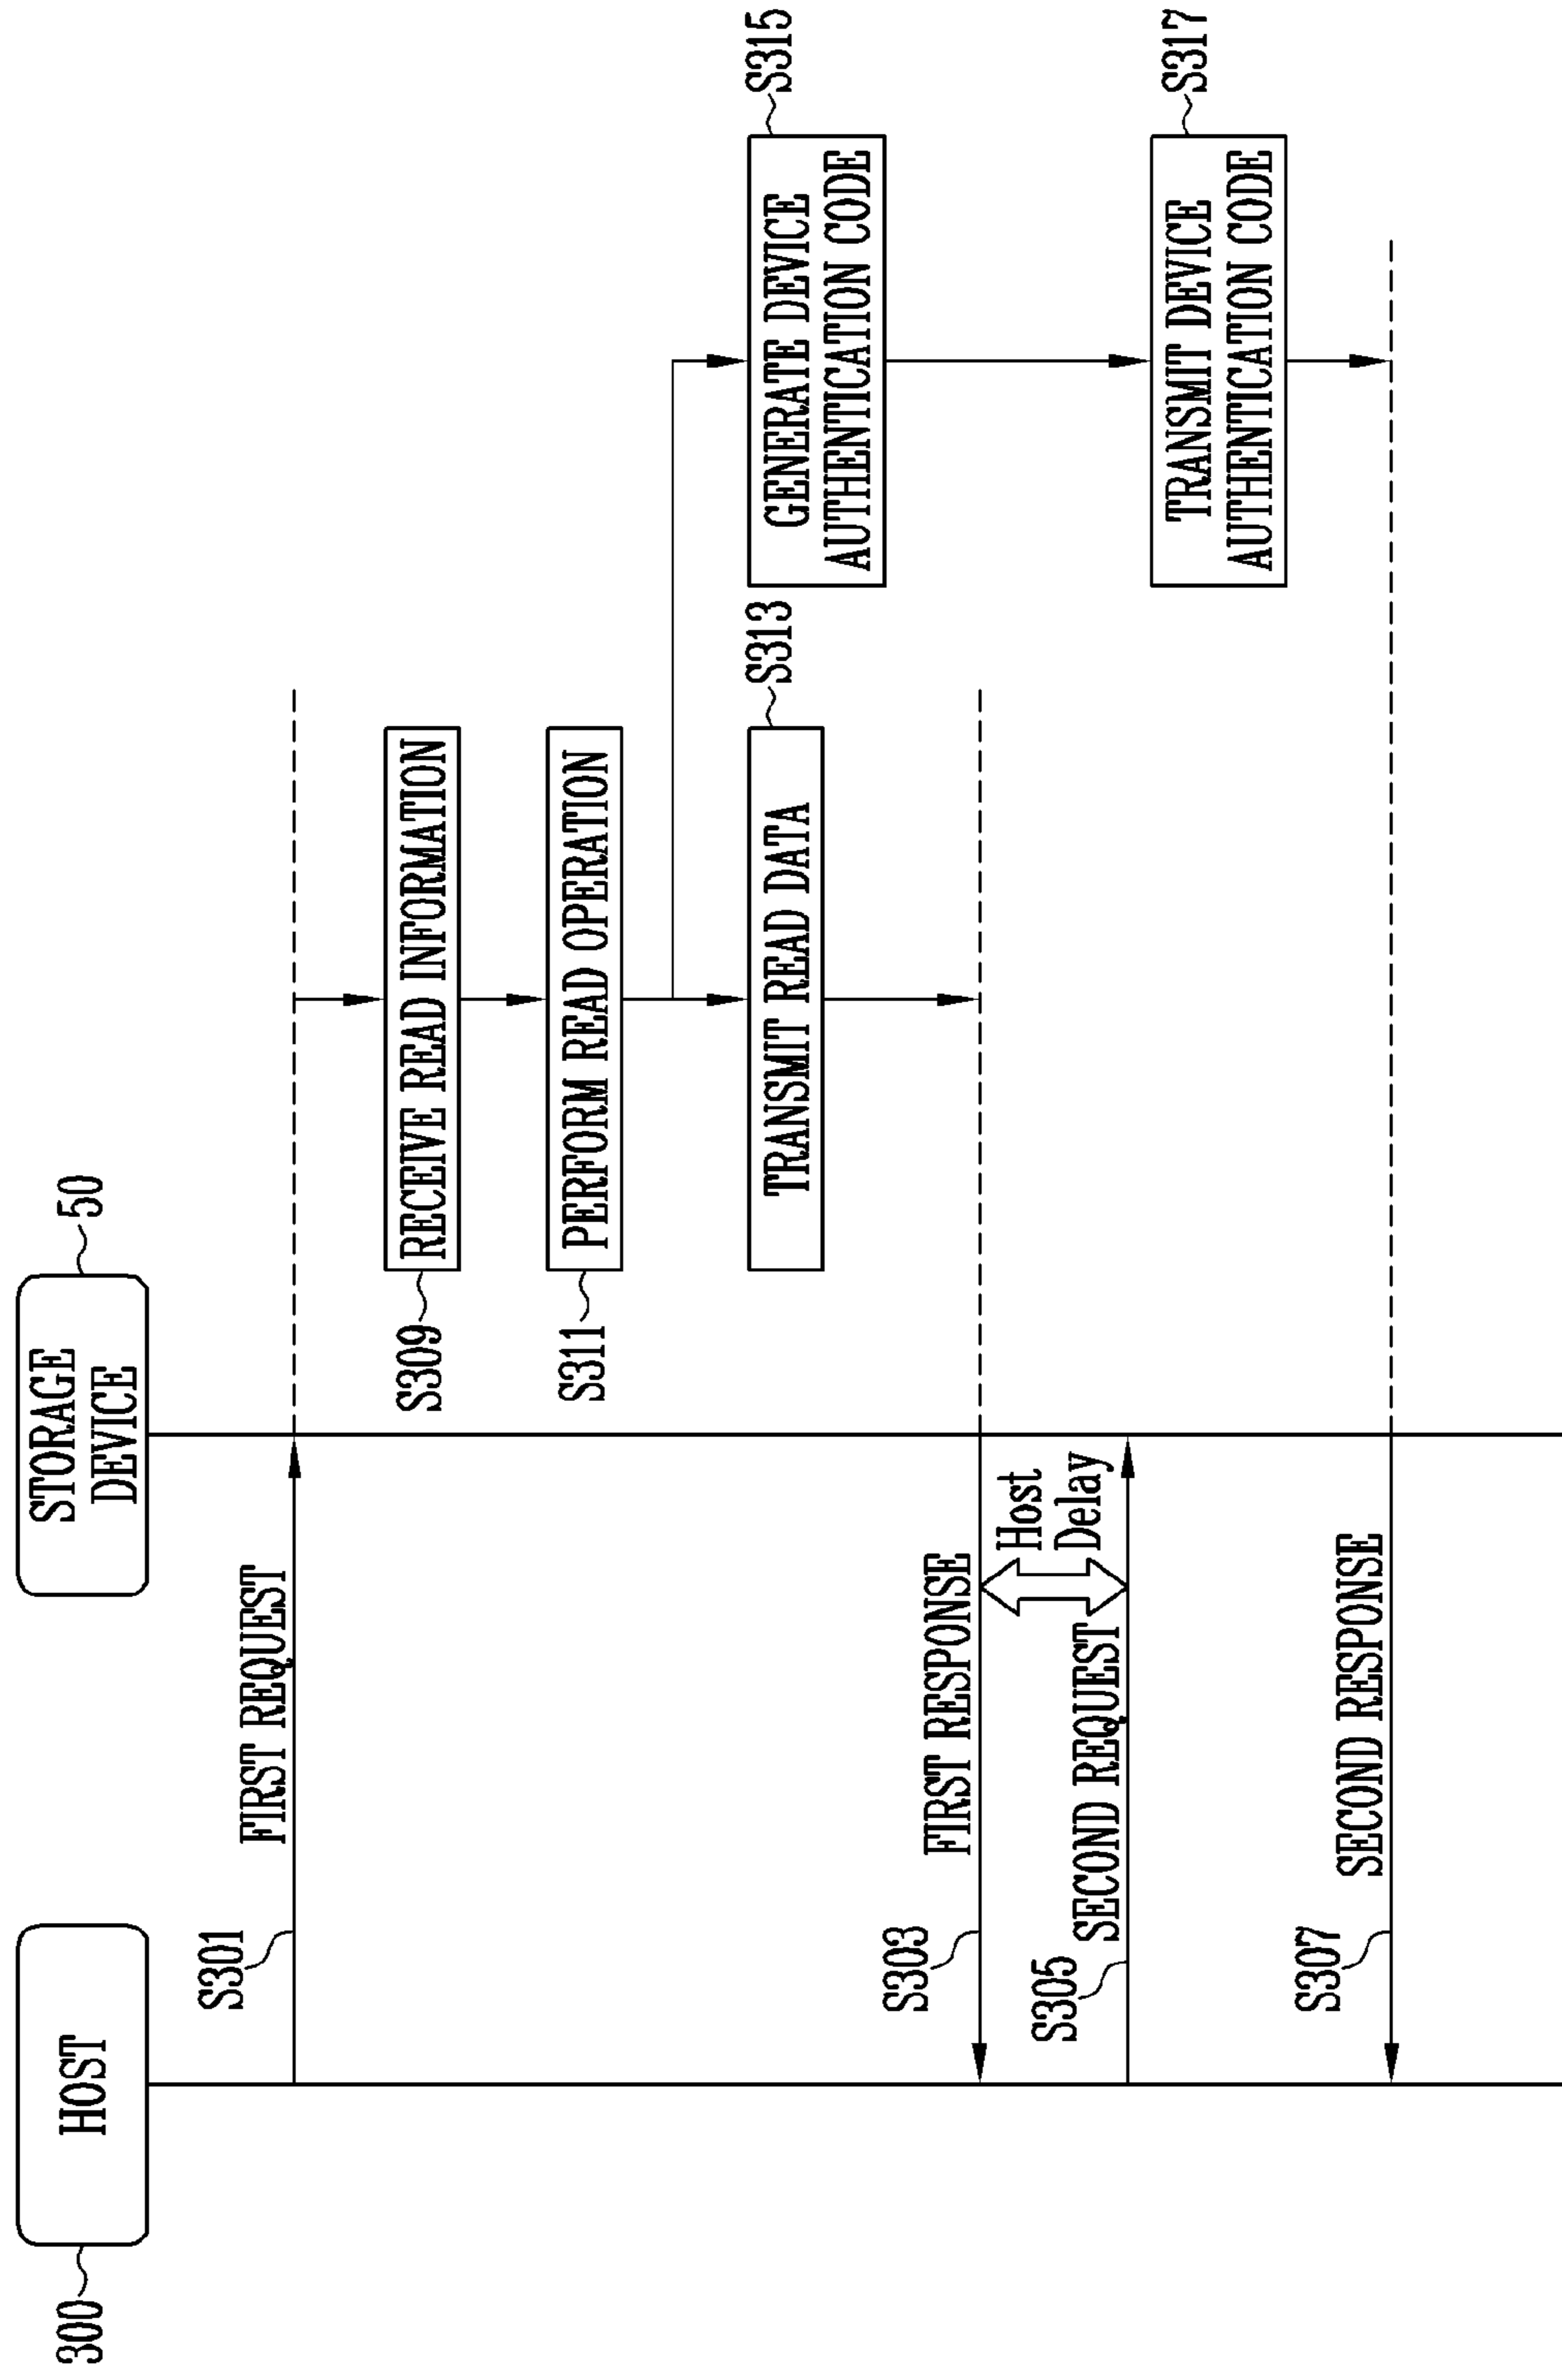 300
HOST
STORAGE
DEVICE
50
S301
FIRST REQUEST
S309
RECEIVE READ INFORMATION
S311
PERFORM READ OPERATION
TRANSMIT READ DATA
S313
GENERATE DEVICE
AUTHENTICATION CODE
S315
S303
FIRST RESPONSE
Host
Delay
S305
SECOND REQUEST
TRANSMIT DEVICE
AUTHENTICATION CODE
S317
S307
SECOND RESPONSE